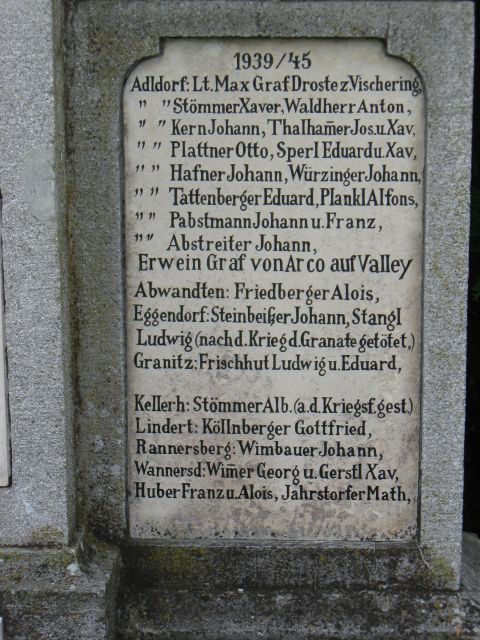 1939/45
Adldorf: Lt. Max Graf Droste z. Vischering,
" " Stömmer Xaver, Waldherr Anton,
" " Kern Johann, Thalham̅er Jos. u. Xav.
" " Plattner Otto, Sperl Eduard u. Xav,
" " Hafner Johann, Würzinger Johann,
" " Tattenberger Eduard, Plankl Alfons,
" " Pabstmann Johann u. Franz,
" " Abstreiter Johann,
Erwein Graf von Arco auf Valley
Abwandten: Friedberger Alois,
Eggendorf: Steinbeißer Johann, Stangl
Ludwig (nach d. Krieg d. Granate getötet,)
Granitz: Frischhut Ludwig u. Eduard,
Kellerh: Stömmer Alb. (a. d. Kriegsf. gest.)
Lindert: Köllnberger Gottfried,
Rannersberg: Wimbauer Johann,
Wannersd: Wim̅er Georg u. Gerstl Xav,
Huber Franz u. Alois, Jahrstorfer Math,